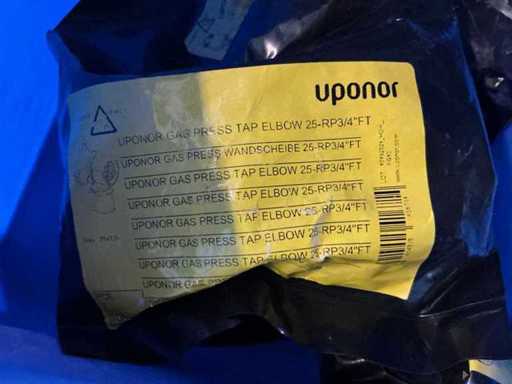 uponor
UPONOR GAS PRESS TAP ELBOW 25-RP3/4"FT
UPONOR GAS PRESS WANDSCHEIBE 25-RP3/4"FT
UPONOR GAS PRESS TAP ELBOW 25-RP3/4"FT
UPONOR GAS PRESS TAP ELBOW 25-RP3/4"FT
UPONOR GAS PRESS TAP ELBOW 25-RP3/4"FT
UPONOR GAS PRESS TAP ELBOW 25-RP3/4"FT
UPONOR GAS PRESS TAP ELBOW 25-RP3/4"FT
UPONOR GAS